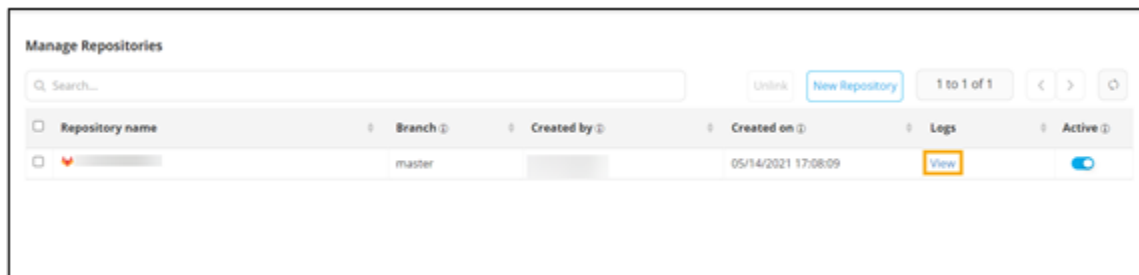 Manage Repositories
Search...
Unlink
New Repository
1 to 1 of 1
Repository name Branch Created by Created on Logs Active
master 05/14/2021 17:08:09 View